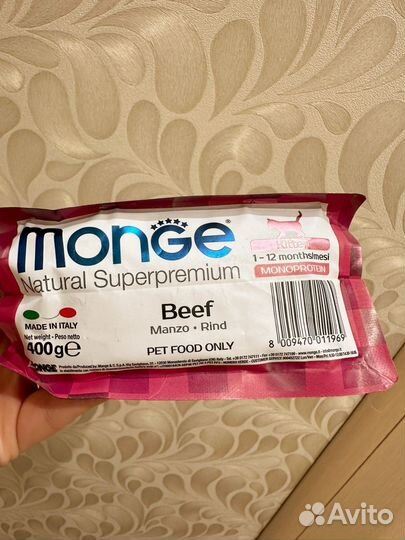 monge®
Natural Superpremium
Kitten
1 - 12 months/mesi
MONOPROTEIN
Beef
Manzo • Rind
PET FOOD ONLY
MADE IN ITALY
Net weight • Peso netto
400g℮
8 009470 011969
MONGE
Avito